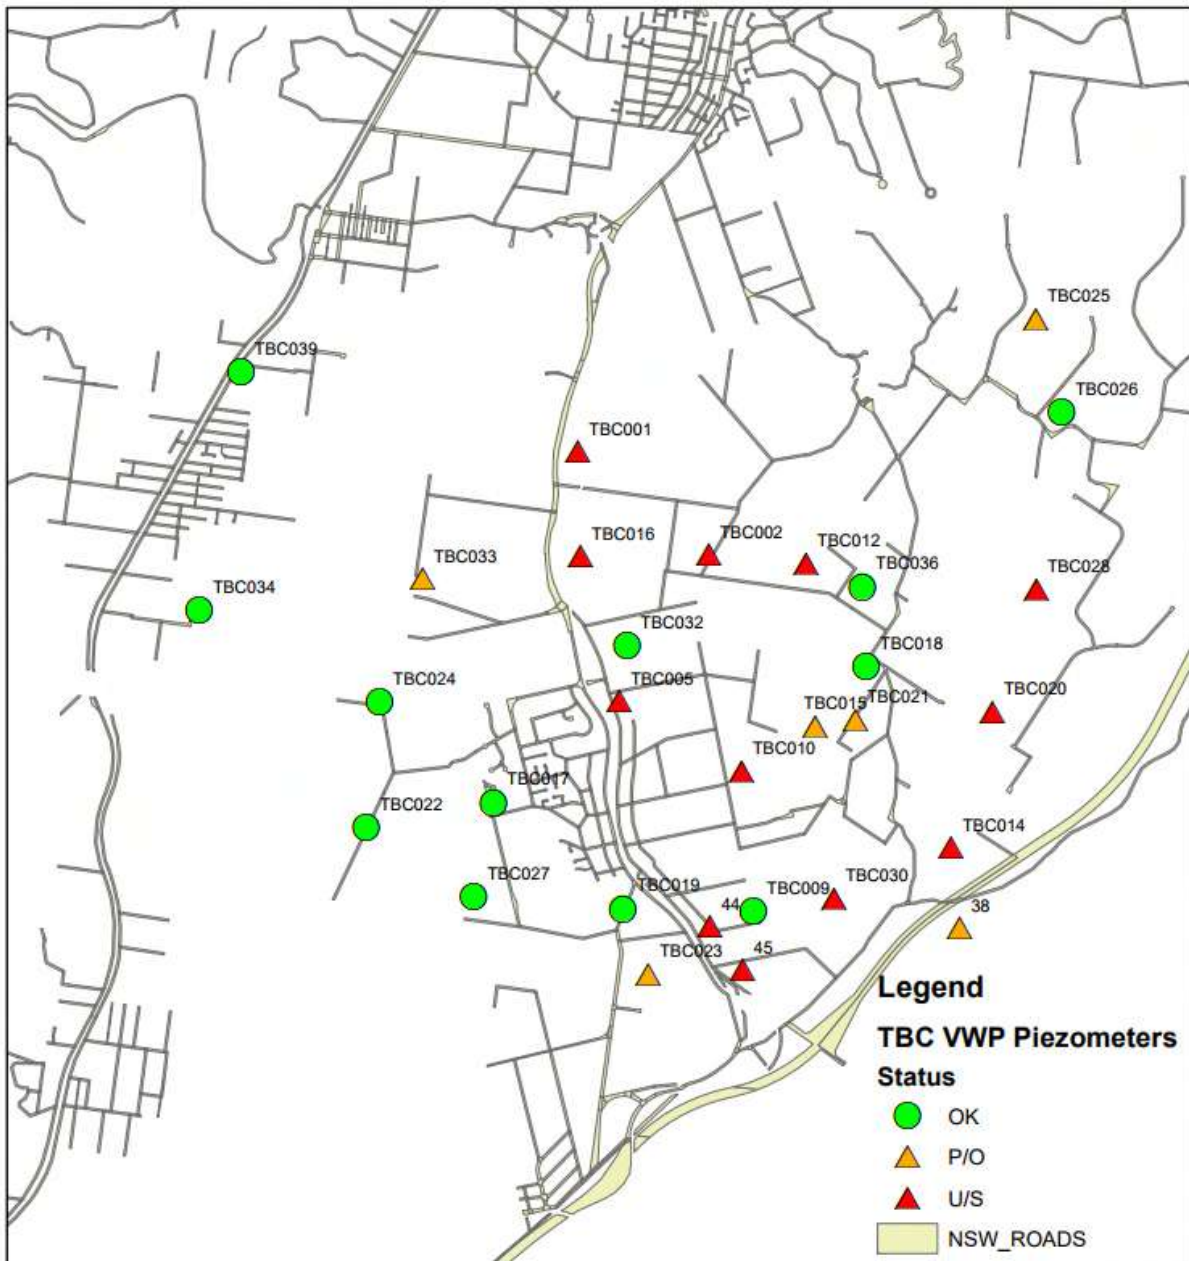 TBC025
TBC039
TBC026
TBC001
TBC016
TBC002
TBC012
TBC033
TBC036
TBC028
TBC034
TBC032
TBC018
TBC024
TBC005
TBC020
TBC015
TBC021
TBC010
TBC017
TBC022
TBC014
TBC027
TBC019
TBC009
TBC030
44
38
TBC023
45
Legend
TBC VWP Piezometers
Status
OK
P/O
U/S
NSW_ROADS